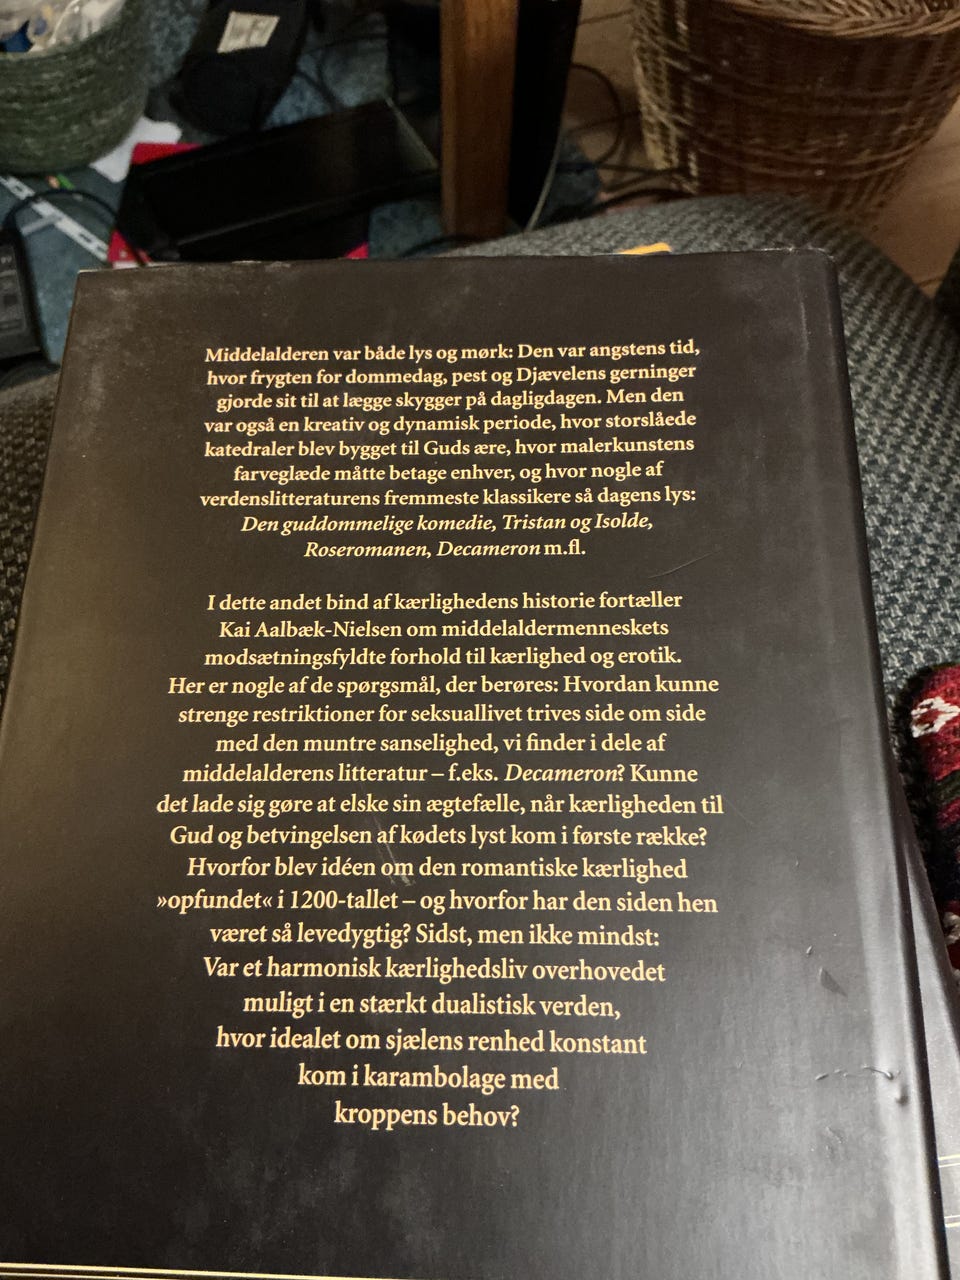 Middelalderen var både lys og mørk: Den var angstens tid,
hvor frygten for dommedag, pest og Djævelens gerninger
gjorde sit til at lægge skygger på dagligdagen. Men den
var også en kreativ og dynamisk periode, hvor storslåede
katedraler blev bygget til Guds ære, hvor malerkunstens
farveglæde måtte betage enhver, og hvor nogle af
verdenslitteraturens fremmeste klassikere så dagens lys:
Den guddommelige komedie, Tristan og Isolde,
Roseromanen, Decameron m.fl.
I dette andet bind af kærlighedens historie fortæller
Kai Aalbæk-Nielsen om middelaldermenneskets
modsætningsfyldte forhold til kærlighed og erotik.
Her er nogle af de spørgsmål, der berøres: Hvordan kunne
strenge restriktioner for seksuallivet trives side om side
med den muntre sanselighed, vi finder i dele af
middelalderens litteratur – f.eks. Decameron? Kunne
det lade sig gøre at elske sin ægtefælle, når kærligheden til
Gud og betvingelsen af kødets lyst kom i første række?
Hvorfor blev idéen om den romantiske kærlighed
»opfundet« i 1200-tallet – og hvorfor har den siden hen
været så levedygtig? Sidst, men ikke mindst:
Var et harmonisk kærlighedsliv overhovedet
muligt i en stærkt dualistisk verden,
hvor idealet om sjælens renhed konstant
kom i karambolage med
kroppens behov?